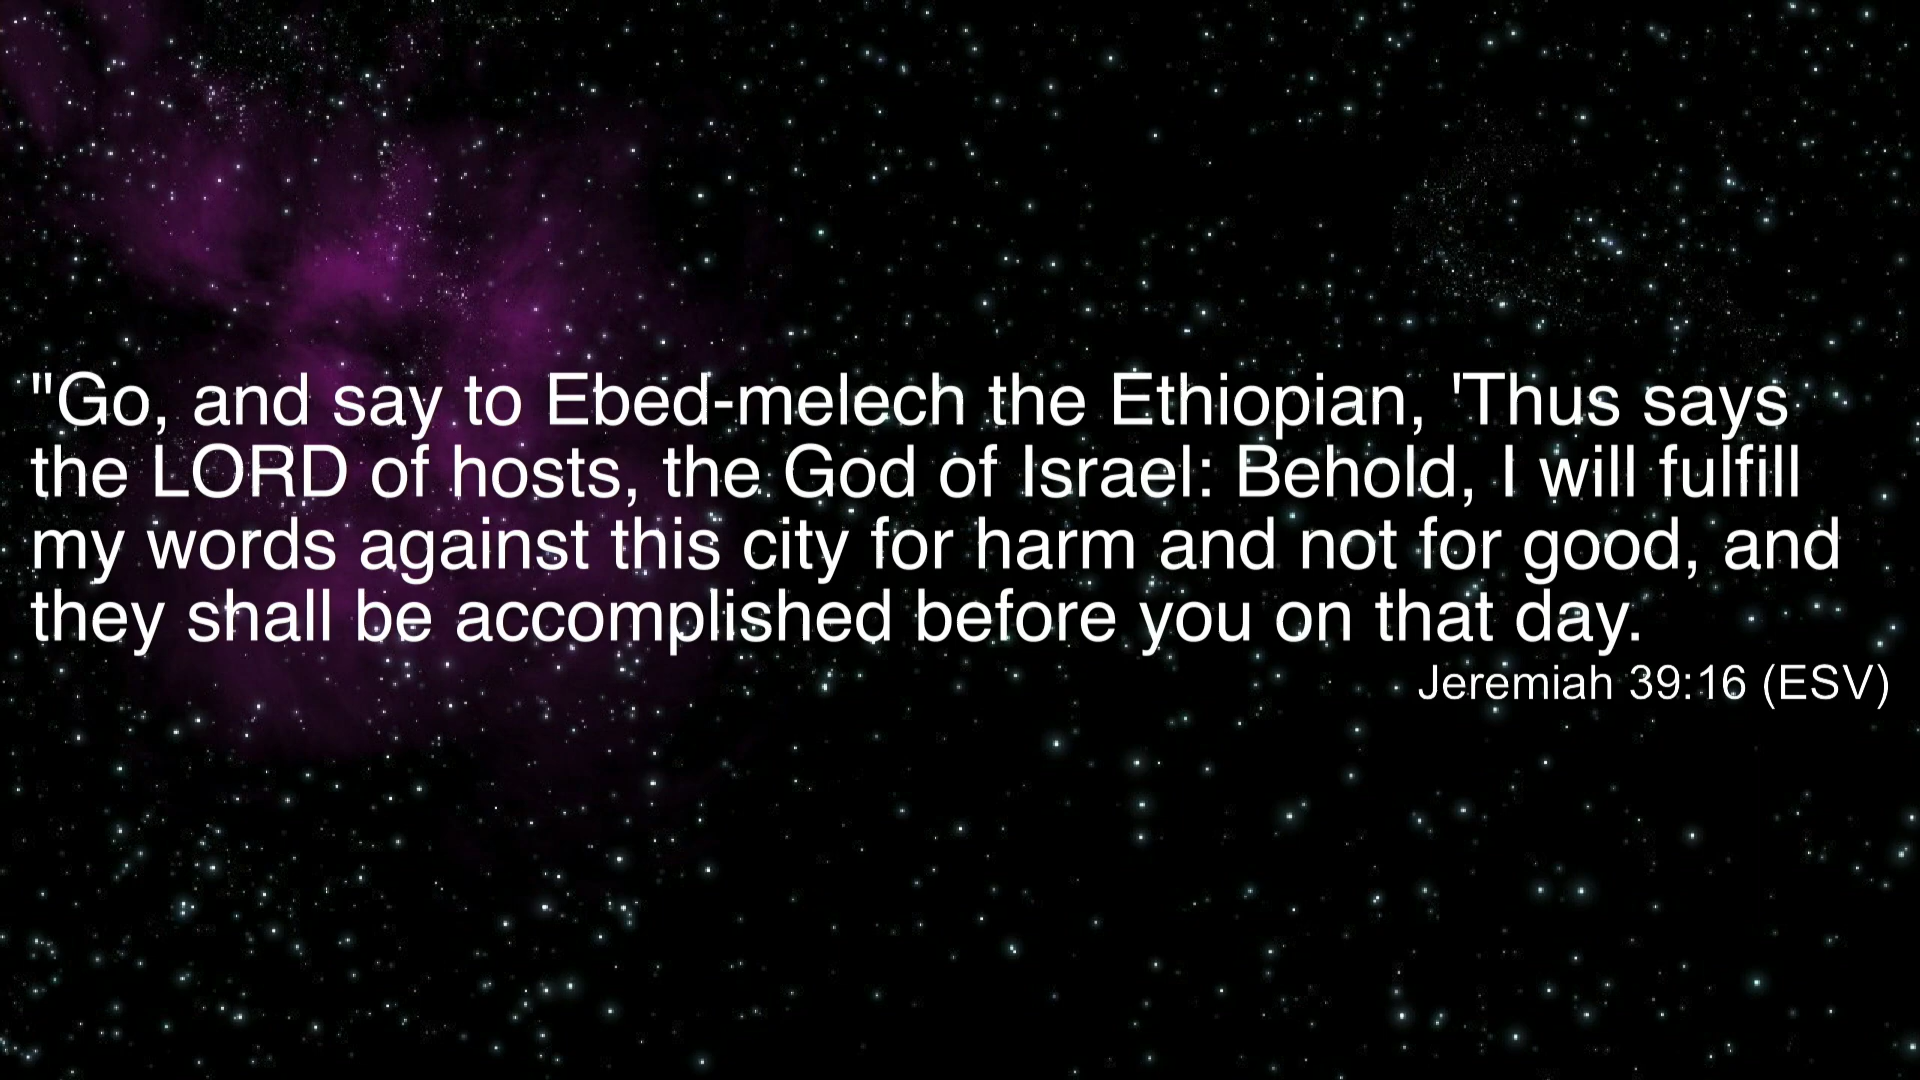 "Go, and say to Ebed-melech the Ethiopian, 'Thus says
the LORD of hosts, the God of Israel: Behold, I will fulfill
my words against this city for harm and not for good, and
they shall be accomplished before you on that day.
Jeremiah 39:16 (ESV)